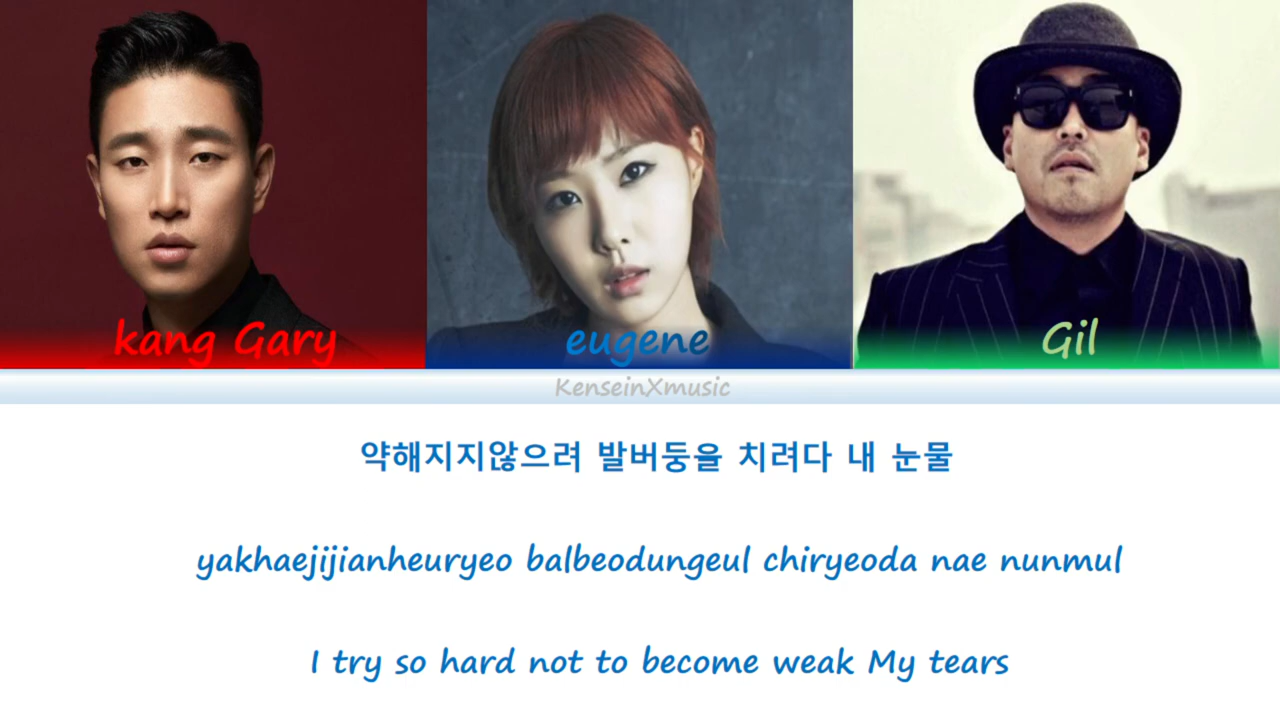 kang Gary
eugene
Gil
KenseinXmusic
약해지지않으려 발버둥을 치려다 내 눈물
yakhaejijianheuryeo balbeodungeul chiryeoda nae nunmul
I try so hard not to become weak My tears